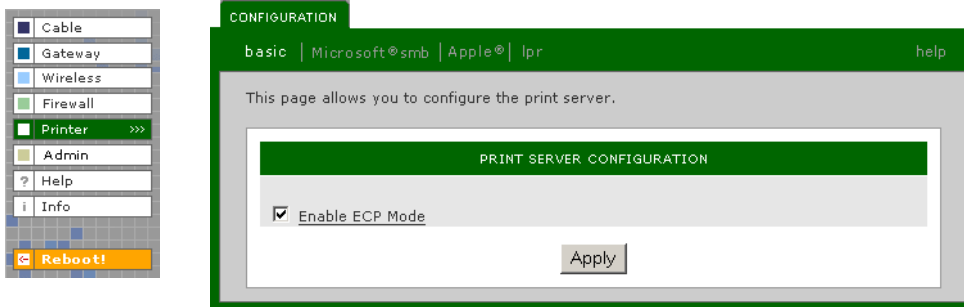 Cable
Gateway
Wireless
Firewall
Printer >>>
Admin
? Help
i Info
Reboot!
CONFIGURATION
basic | Microsoft®smb | Apple® | lpr help
This page allows you to configure the print server.
PRINT SERVER CONFIGURATION
Enable ECP Mode
Apply